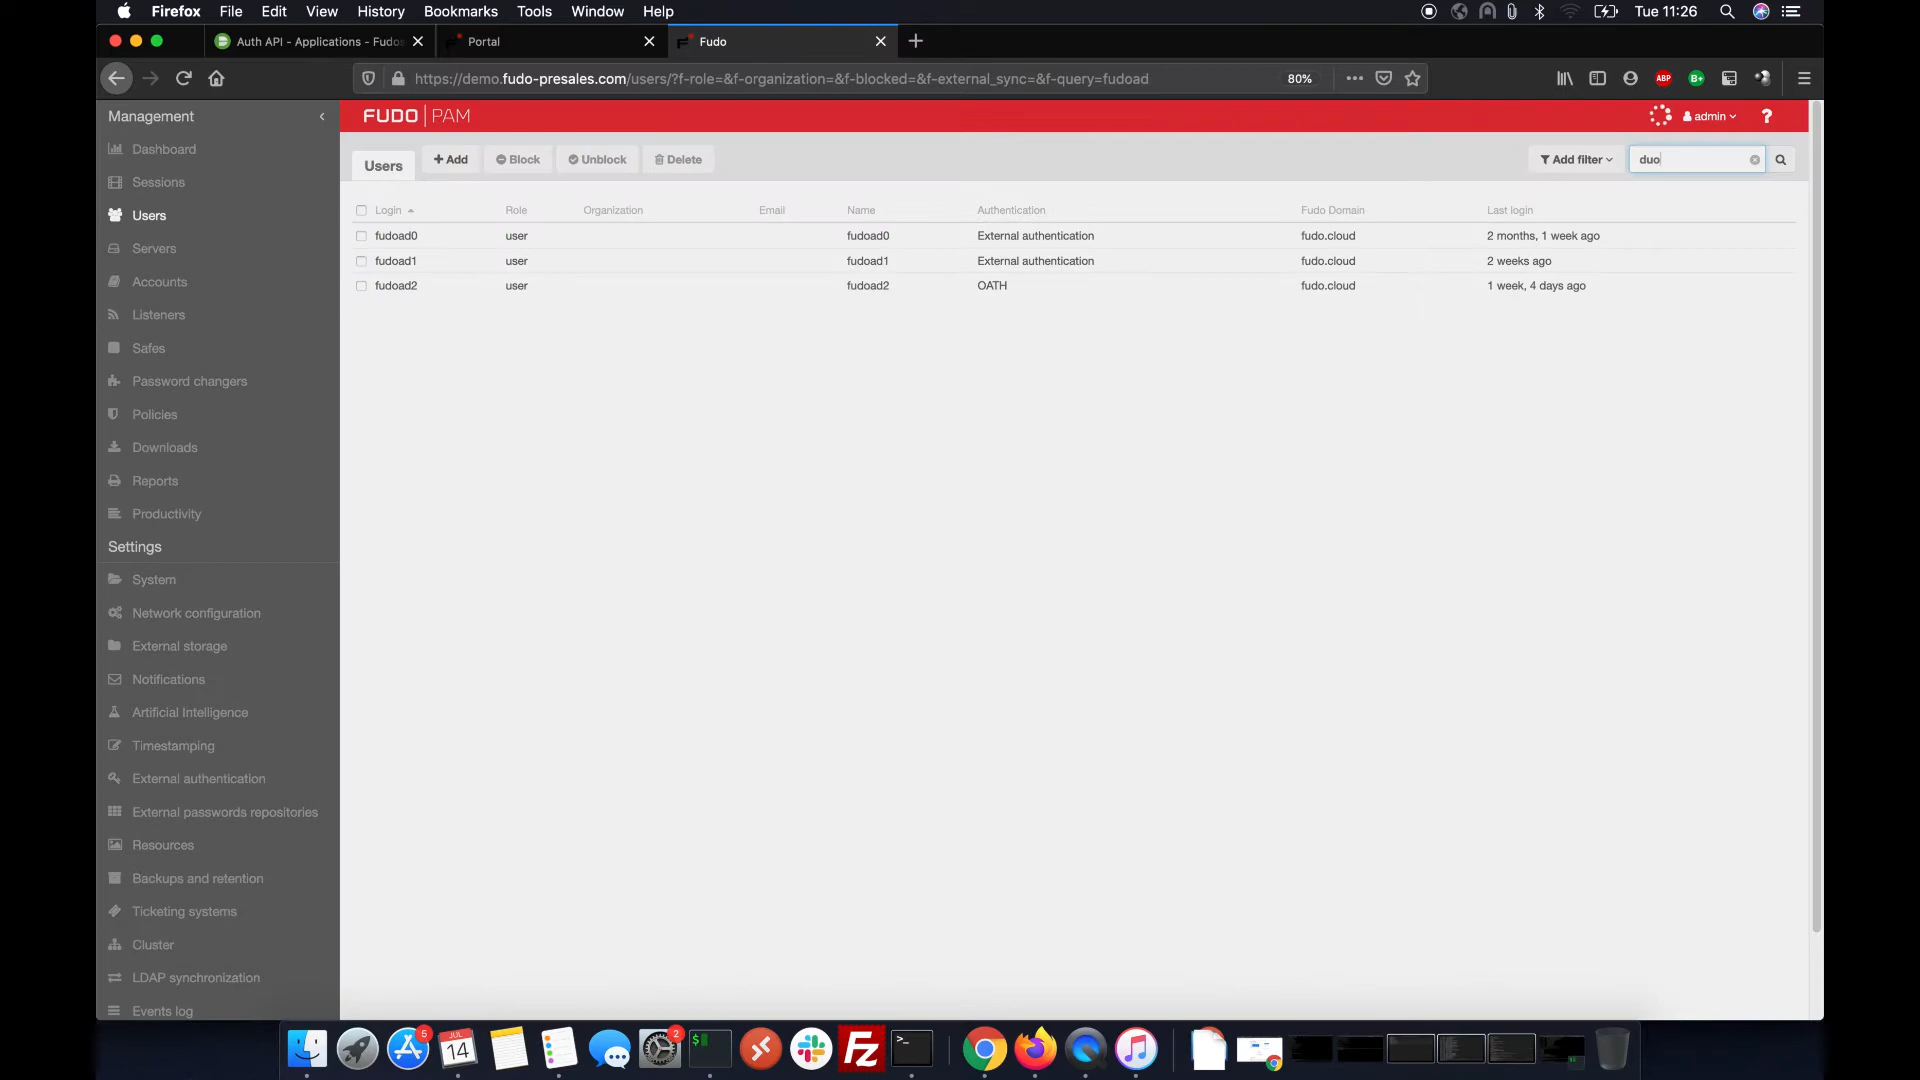 Firefox File Edit View History Bookmarks Tools Window Help Tue 11:26
Auth API - Applications - Fudo Portal Fudo
https://demo.fudo-presales.com/users/?f-role=&f-organization=&f-blocked=&f-external_sync=&f-query=fudoad 80% ABP B+
Management FUDO PAM admin ?
Users Add Block Unblock Delete Add filter duo
Login Role Organization Email Name Authentication Fudo Domain Last login
fudoad0 user fudoad0 External authentication fudo.cloud 2 months, 1 week ago
fudoad1 user fudoad1 External authentication fudo.cloud 2 weeks ago
fudoad2 user fudoad2 OATH fudo.cloud 1 week, 4 days ago
Dashboard
Sessions
Users
Servers
Accounts
Listeners
Safes
Password changers
Policies
Downloads
Reports
Productivity
Settings
System
Network configuration
External storage
Notifications
Artificial Intelligence
Timestamping
External authentication
External passwords repositories
Resources
Backups and retention
Ticketing systems
Cluster
LDAP synchronization
Events log
5 JUL 14 2 $ Fz >_